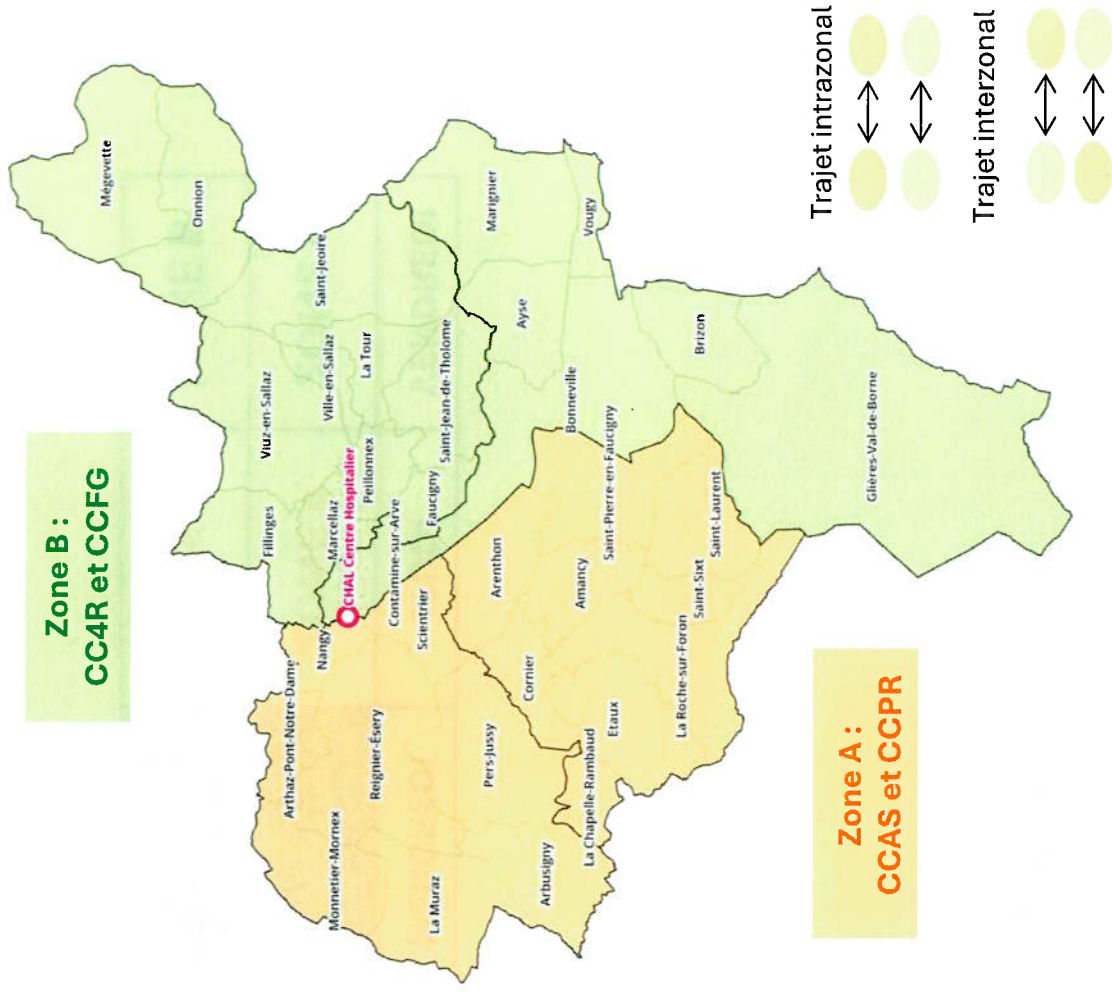 Zone B :
CC4R et CCFG
Mégevette
Onnion
Saint-Jeoire
Viuz-en-Sallaz
Ville-en-Sallaz
La Tour
Fillinges
Marcellaz
CHAL Centre Hospitalier
Peillonnex
Saint-Jean-de-Tholome
Faucigny
Contamine-sur-Arve
Marignier
Vougy
Ayse
Bonneville
Brizon
Glières-Val-de-Borne
Arthaz-Pont-Notre-Dame
Nangy
Scientrier
Reignier-Ésery
Monnetier-Mornex
La Muraz
Pers-Jussy
Arbusigny
La Chapelle-Rambaud
Arenthon
Cornier
Amancy
Saint-Pierre-en-Faucigny
Etaux
La Roche-sur-Foron
Saint-Sixt
Saint-Laurent
Zone A :
CCAS et CCPR
Trajet intrazonal
Trajet interzonal